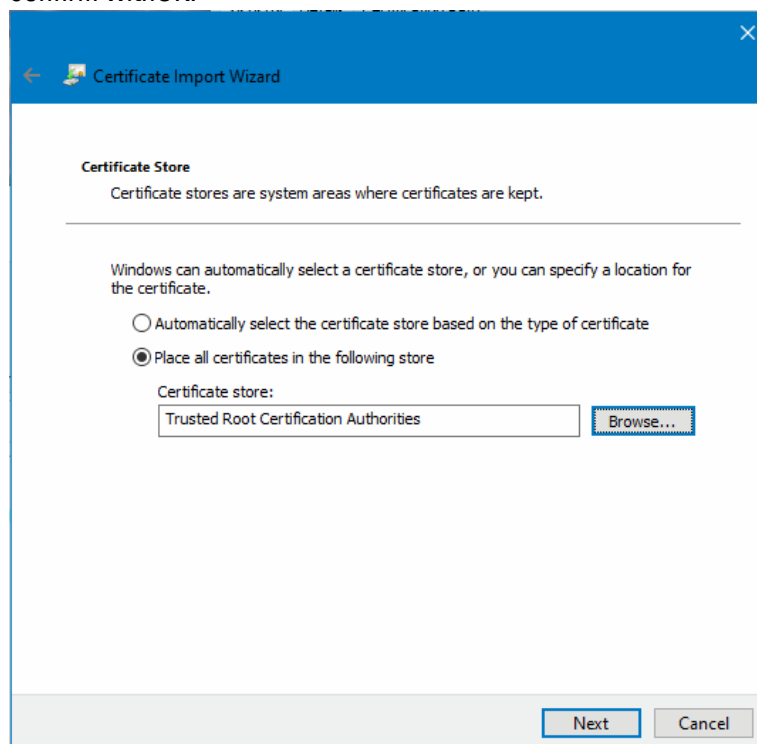 Certificate Import Wizard
Certificate Store
Certificate stores are system areas where certificates are kept.
Windows can automatically select a certificate store, or you can specify a location for
the certificate.
Automatically select the certificate store based on the type of certificate
Place all certificates in the following store
Certificate store:
Trusted Root Certification Authorities
Browse...
Next
Cancel